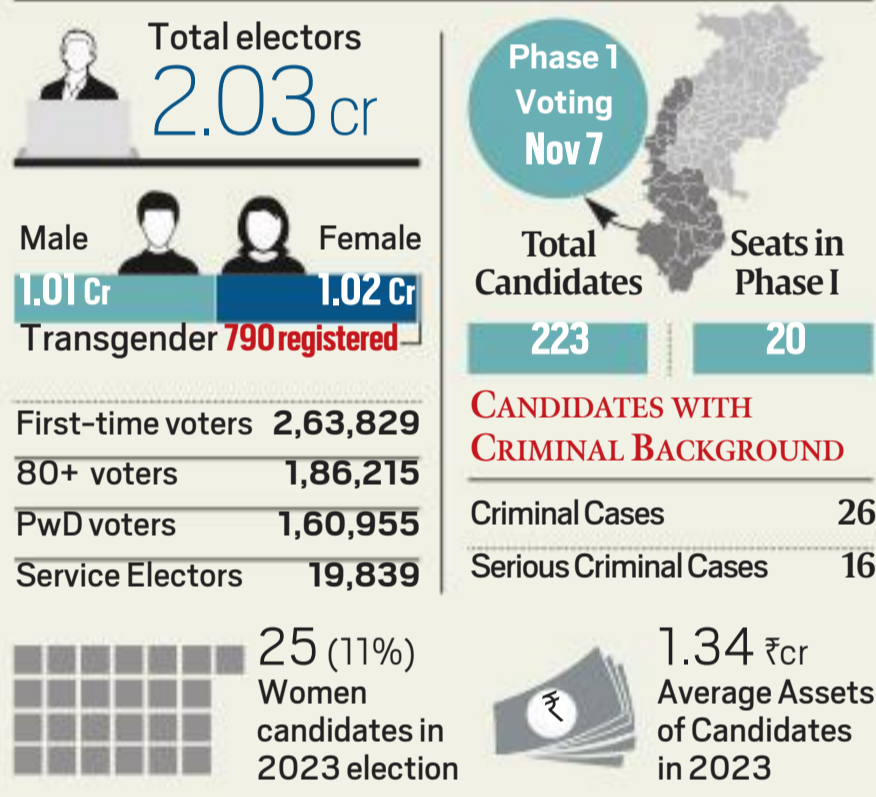 Total electors
2.03 cr
Male
Female
1.01 Cr
1.02 Cr
Transgender 790 registered
First-time voters 2,63,829
80+ voters 1,86,215
PwD voters 1,60,955
Service Electors 19,839
Phase 1
Voting
Nov 7
Total
Candidates
223
Seats in
Phase I
20
CANDIDATES WITH
CRIMINAL BACKGROUND
Criminal Cases 26
Serious Criminal Cases 16
25 (11%)
Women
candidates in
2023 election
₹
1.34 ₹cr
Average Assets
of Candidates
in 2023